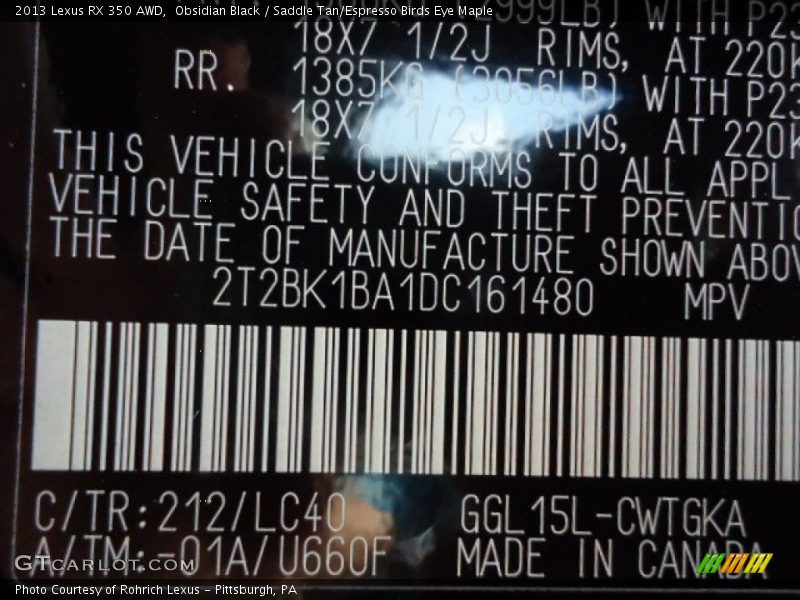 2013 Lexus RX 350 AWD, Obsidian Black / Saddle Tan/Espresso Birds Eye Maple
2999LB) WITH P23
18X7 1/2J RIMS, AT 220K
RR. 1385KG (3056LB) WITH P23
18X7 1/2J RIMS, AT 220K
THIS VEHICLE CONFORMS TO ALL APPL
VEHICLE SAFETY AND THEFT PREVENTIO
THE DATE OF MANUFACTURE SHOWN ABOV
2T2BK1BA1DC161480 MPV
C/TR:212/LC40 GGL15L-CWTGKA
A/TM:-01A/U660F MADE IN CANADA
GTCARLOT.COM
Photo Courtesy of Rohrich Lexus - Pittsburgh, PA